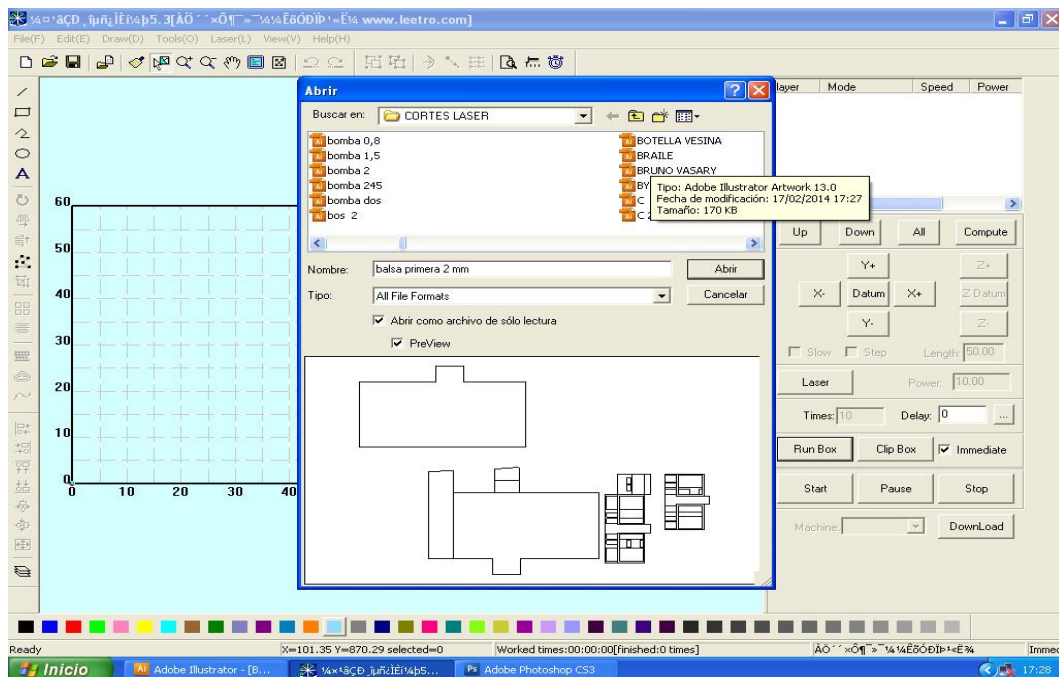 www.leetro.com]
File(F) Edit(E) Draw(D) Tools(O) Laser(L) View(V) Help(H)
Abrir
Buscar en: CORTES LASER
bomba 0,8
bomba 1,5
bomba 2
bomba 245
bomba dos
bos 2
BOTELLA VESINA
BRAILE
BRUNO VASARY
BY
C
C 2
Tipo: Adobe Illustrator Artwork 13.0
Fecha de modificación: 17/02/2014 17:27
Tamaño: 170 KB
Nombre: balsa primera 2 mm Abrir
Tipo: All File Formats Cancelar
Abrir como archivo de sólo lectura
PreView
60
50
40
30
20
10
0
0 10 20 30 40
layer Mode Speed Power
Up Down All Compute
Y+ Z+
X- Datum X+ Z Datum
Y- Z-
Slow Step Length: 50.00
Laser Power: 10.00
Times: 10 Delay: 0 ...
Run Box Clip Box Immediate
Start Pause Stop
Machine: DownLoad
Ready X=101.35 Y=870.29 selected=0 Worked times:00:00:00[Finished:0 times] Immec
Inicio Adobe Illustrator - [B... Adobe Photoshop CS3 17:28